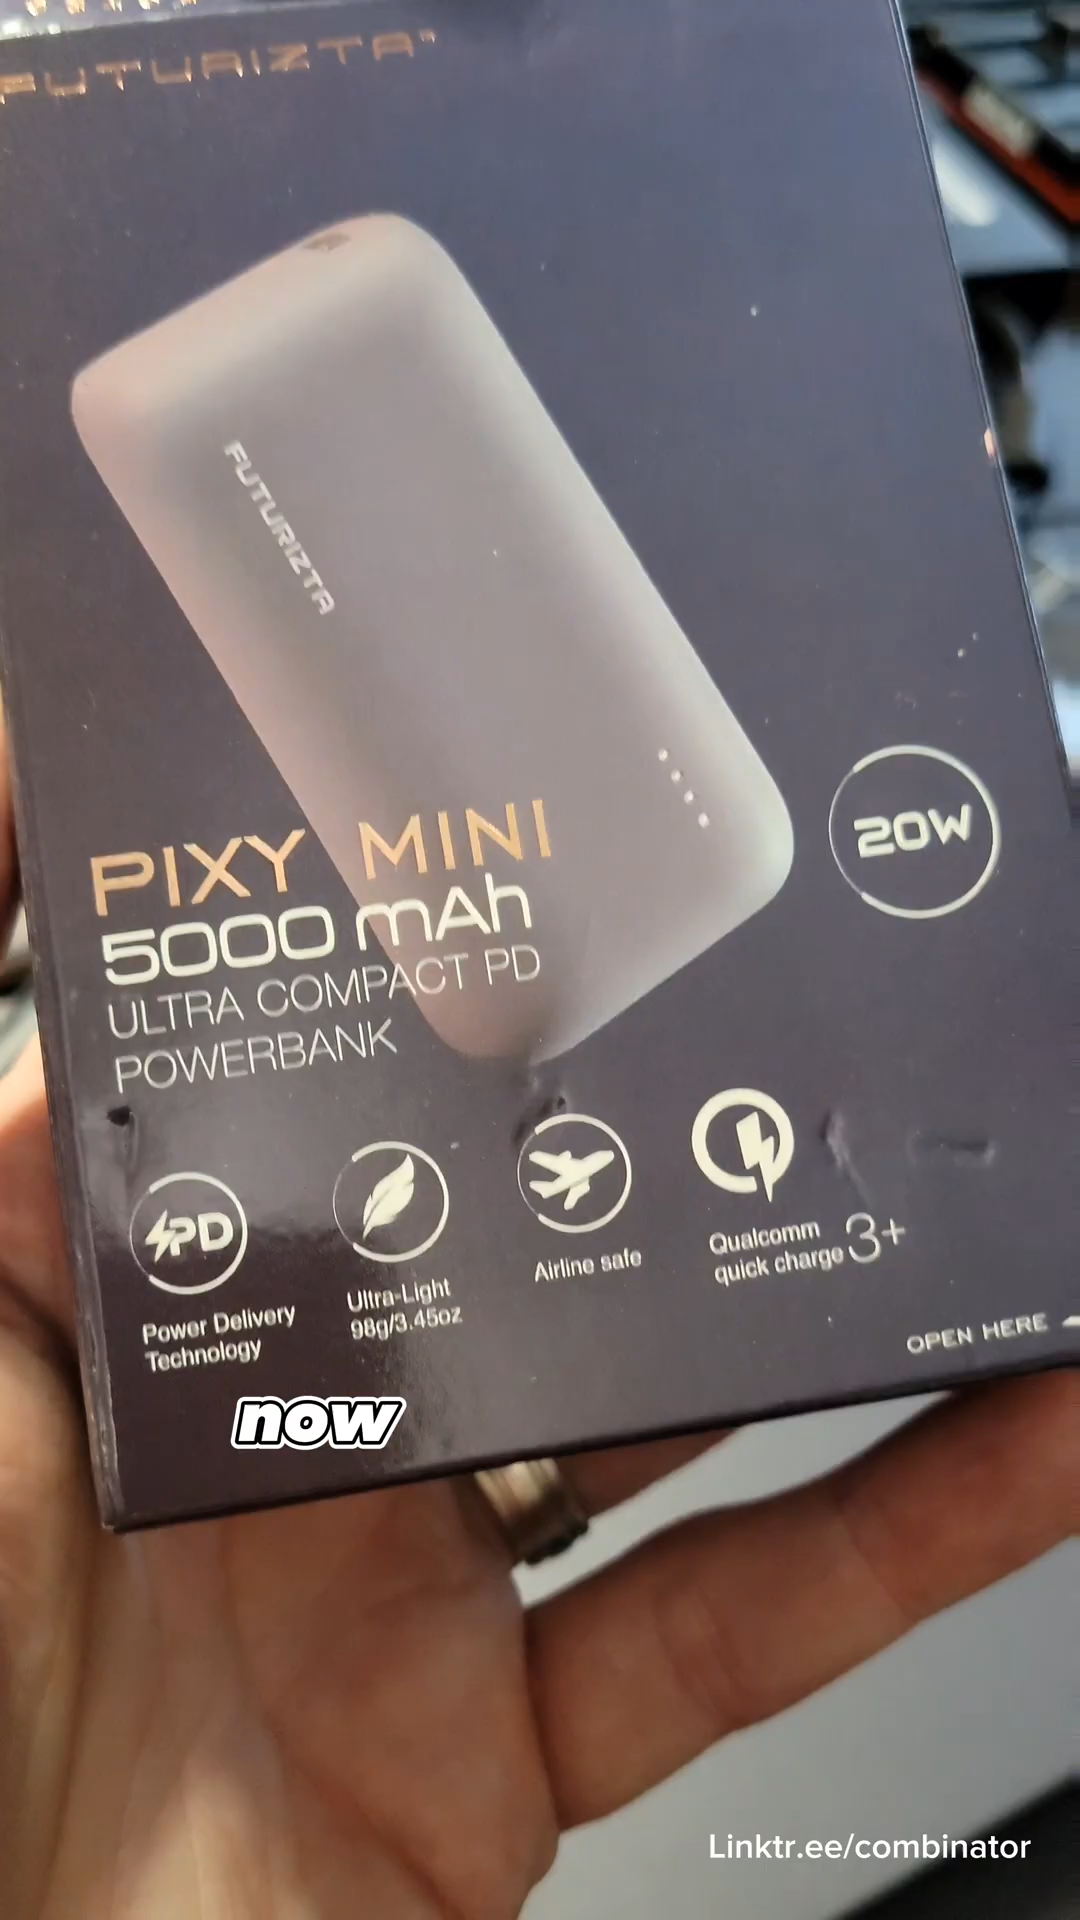 FUTURIZTA
FUTURIZTA
PIXY MINI
5000 mAh
ULTRA COMPACT PD
POWERBANK
20W
PD
Power Delivery
Technology
Ultra-Light
98g/3.45oz
Airline safe
Qualcomm
quick charge 3+
OPEN HERE
now
Linktr.ee/combinator